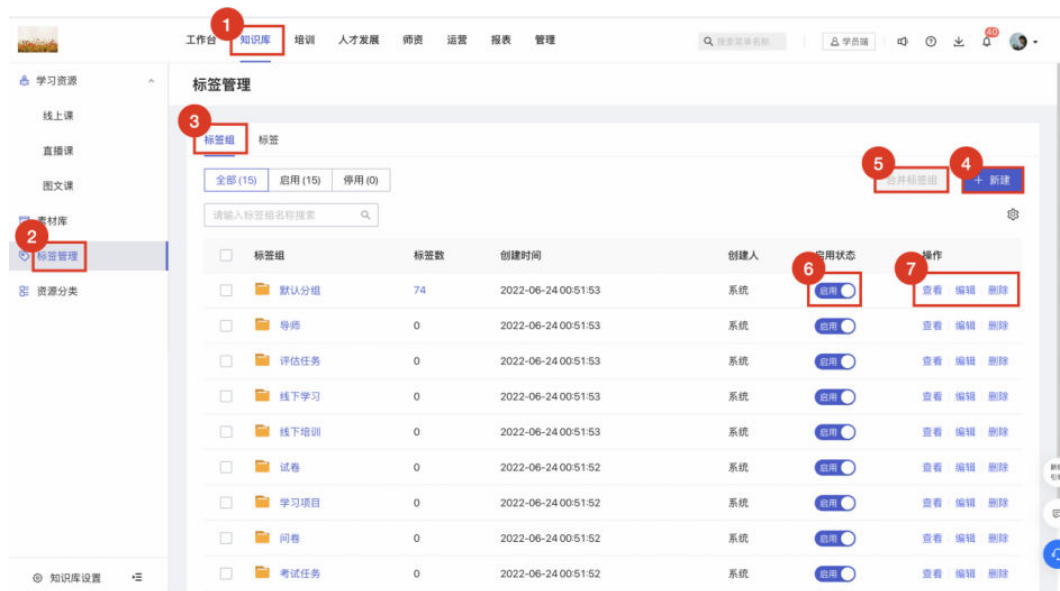 工作台 知识库 培训 人才发展 师资 运营 报表 管理 搜索菜单名称 学员端 40
1
学习资源
线上课
直播课
图文课
素材库
2
标签管理
资源分类
知识库设置
标签管理
3
标签组 标签
全部 (15) 启用 (15) 停用 (0)
5
合并标签组
4
+ 新建
请输入标签组名称搜索
标签组 标签数 创建时间 创建人 启用状态 操作
6
7
默认分组 74 2022-06-24 00:51:53 系统 启用 查看 编辑 删除
导师 0 2022-06-24 00:51:53 系统 启用 查看 编辑 删除
评估任务 0 2022-06-24 00:51:53 系统 启用 查看 编辑 删除
线下学习 0 2022-06-24 00:51:53 系统 启用 查看 编辑 删除
线下培训 0 2022-06-24 00:51:53 系统 启用 查看 编辑 删除
试卷 0 2022-06-24 00:51:52 系统 启用 查看 编辑 删除
学习项目 0 2022-06-24 00:51:52 系统 启用 查看 编辑 删除
问卷 0 2022-06-24 00:51:52 系统 启用 查看 编辑 删除
考试任务 0 2022-06-24 00:51:52 系统 启用 查看 编辑 删除